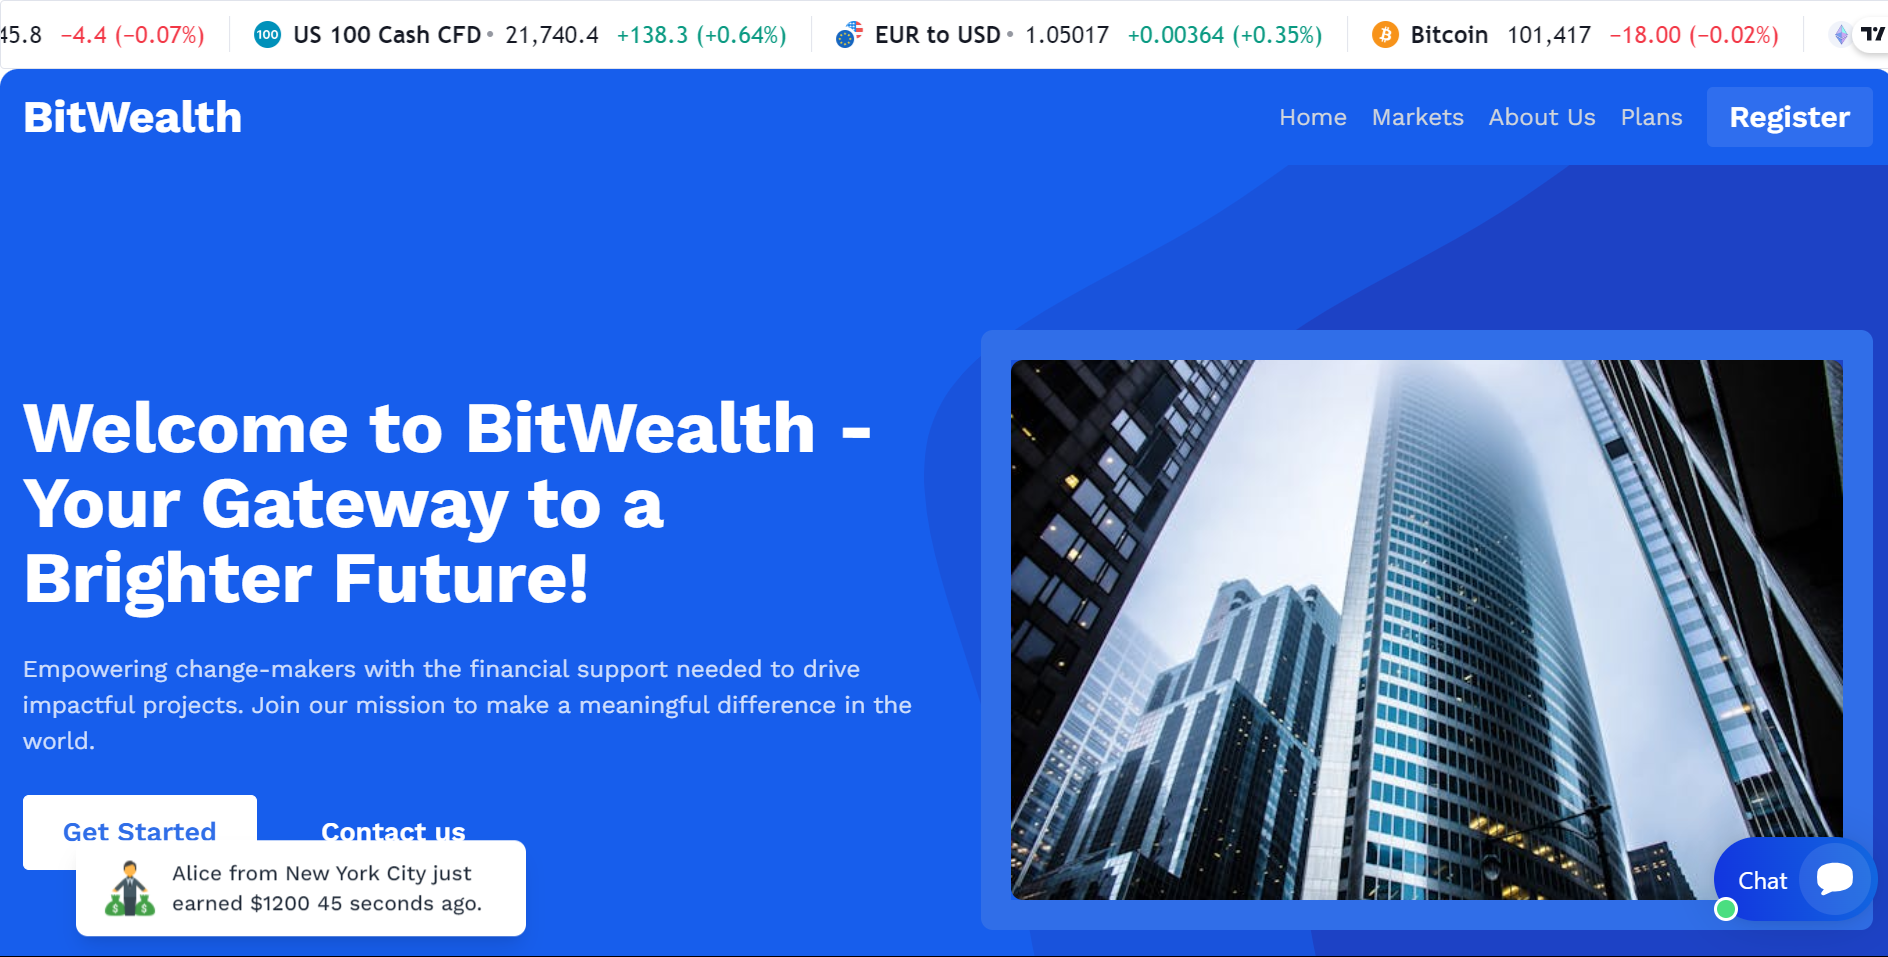 45.8 −4.4 (−0.07%) 100 US 100 Cash CFD 21,740.4 +138.3 (+0.64%) EUR to USD 1.05017 +0.00364 (+0.35%) Bitcoin 101,417 −18.00 (−0.02%)
BitWealth
Home Markets About Us Plans Register
Welcome to BitWealth -
Your Gateway to a
Brighter Future!
Empowering change-makers with the financial support needed to drive
impactful projects. Join our mission to make a meaningful difference in the
world.
Get Started Contact us
Alice from New York City just
earned $1200 45 seconds ago.
Chat